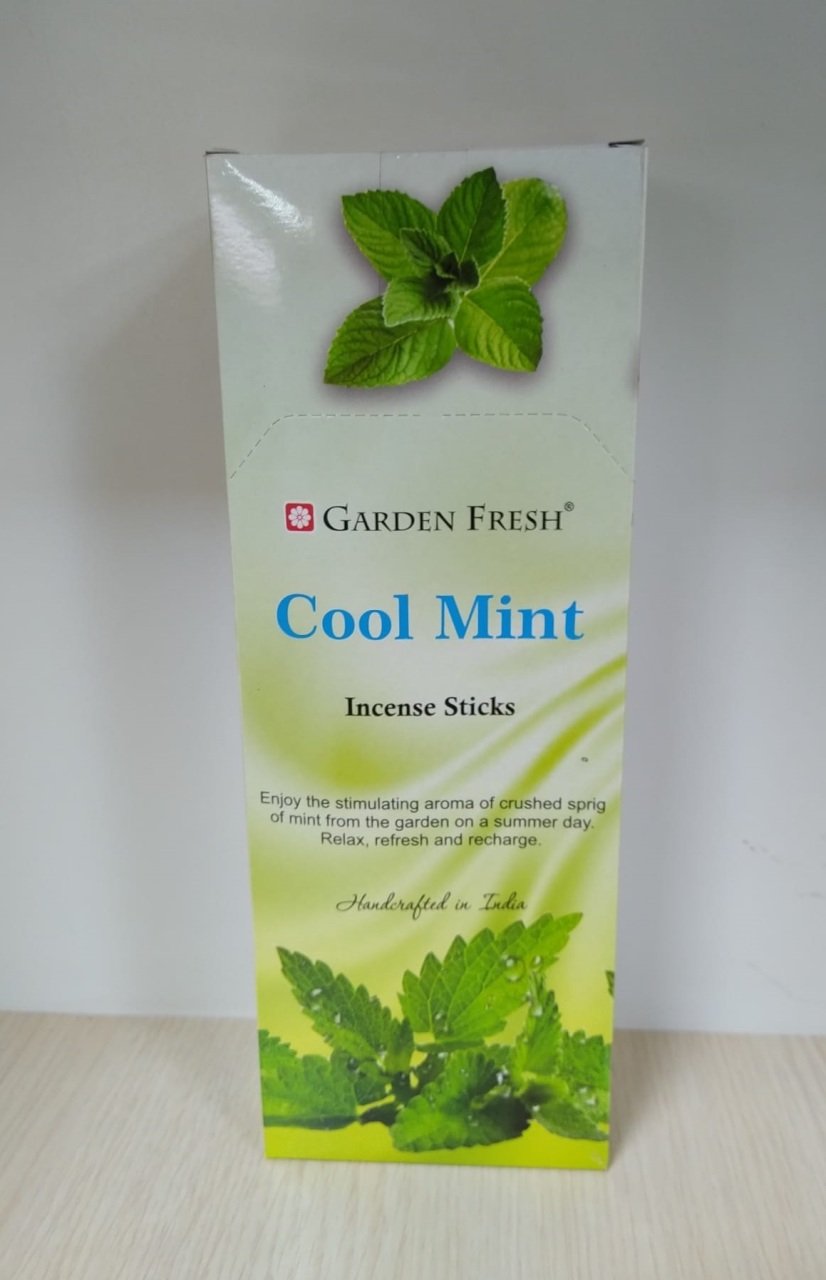 GARDEN FRESH®
Cool Mint
Incense Sticks
Enjoy the stimulating aroma of crushed sprig
of mint from the garden on a summer day.
Relax, refresh and recharge.
Handcrafted in India